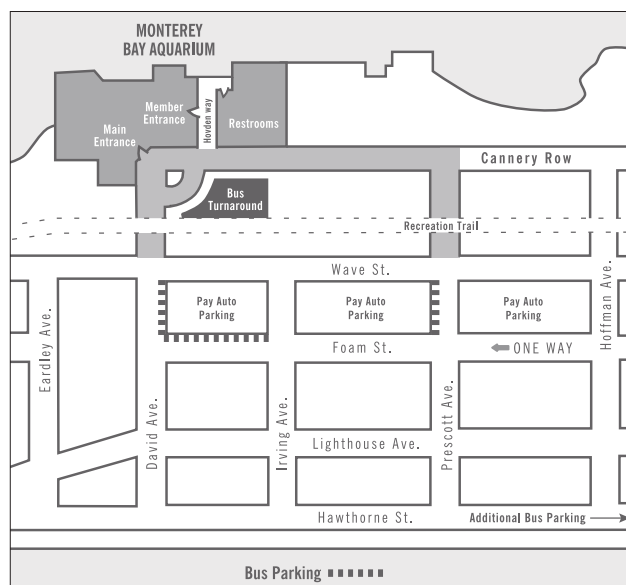 MONTEREY
BAY AQUARIUM
Member
Entrance
Main
Entrance
Hovden way
Restrooms
Cannery Row
Bus
Turnaround
Recreation Trail
Wave St.
Pay Auto
Parking
Pay Auto
Parking
Pay Auto
Parking
Hoffman Ave.
Eardley Ave.
Foam St.
ONE WAY
David Ave.
Irving Ave.
Prescott Ave.
Lighthouse Ave.
Hawthorne St.
Additional Bus Parking
Bus Parking